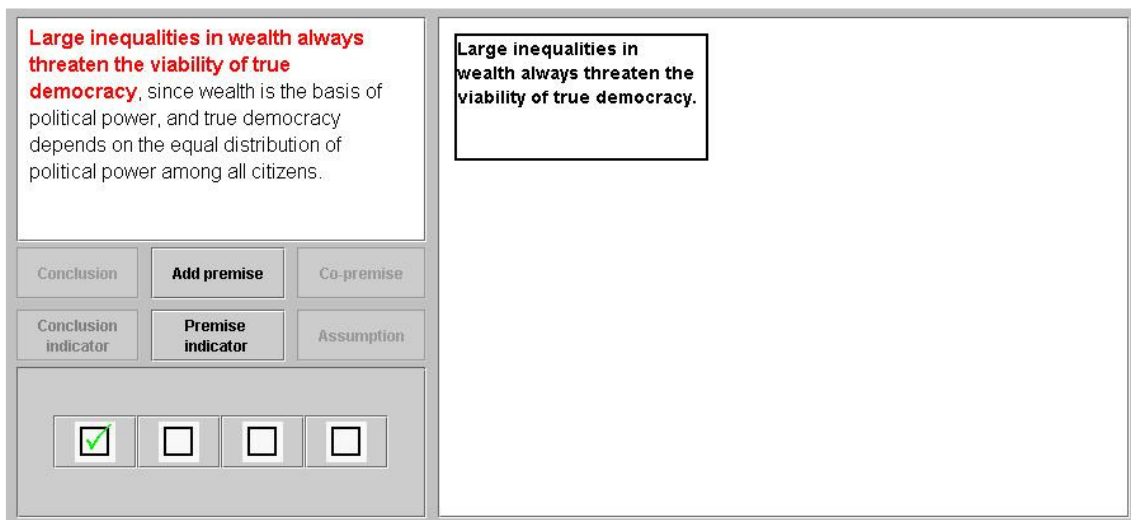 Large inequalities in wealth always
threaten the viability of true
democracy, since wealth is the basis of
political power, and true democracy
depends on the equal distribution of
political power among all citizens.
Conclusion
Add premise
Co-premise
Conclusion
indicator
Premise
indicator
Assumption
Large inequalities in
wealth always threaten the
viability of true democracy.